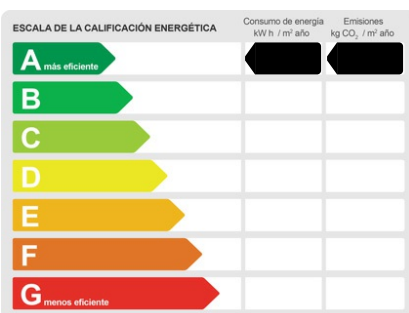 ESCALA DE LA CALIFICACIÓN ENERGÉTICA
Consumo de energía
kW h / m² año
Emisiones
kg CO₂ / m² año
A más eficiente
B
C
D
E
F
G menos eficiente